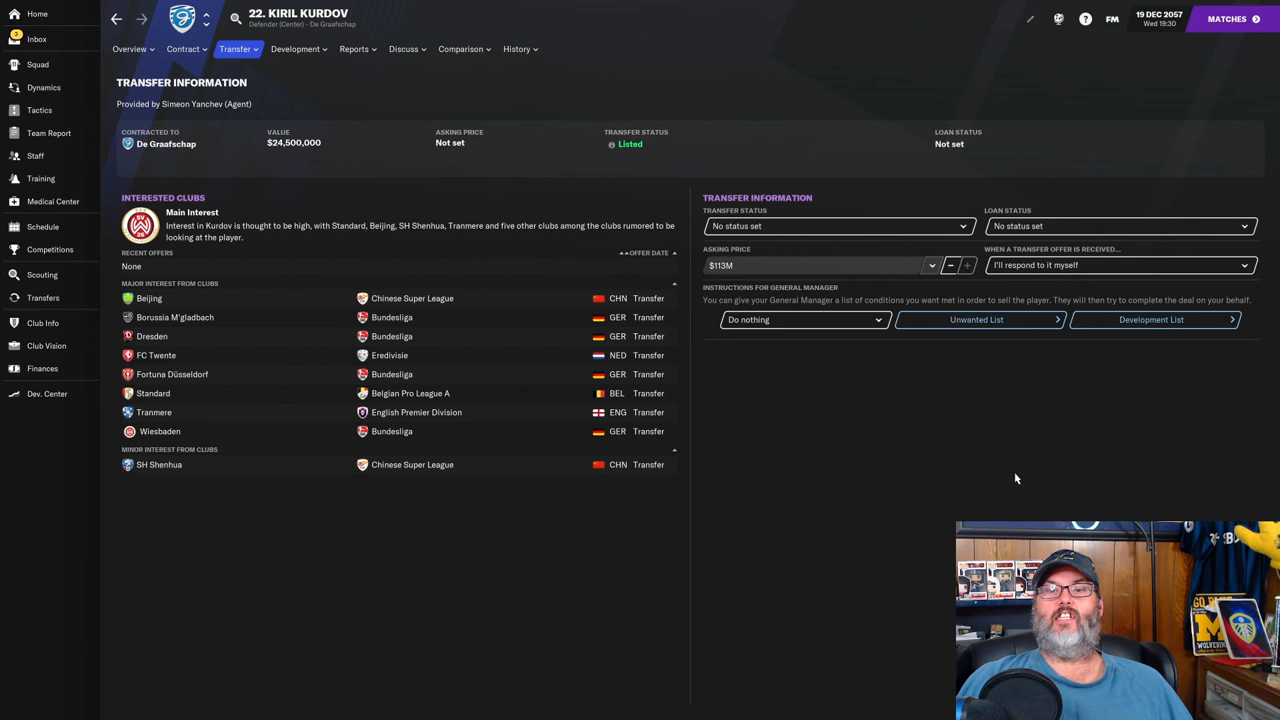 Home
3
Inbox
Squad
Dynamics
Tactics
Team Report
Staff
Training
Medical Center
Schedule
Competitions
Scouting
Transfers
Club Info
Club Vision
Finances
Dev. Center
22. KIRIL KURDOV
Defender (Center) - De Graafschap
? FM 19 DEC 2057
WED 19:30
MATCHES
Overview Contract Transfer Development Reports Discuss Comparison History
TRANSFER INFORMATION
Provided by Simeon Yanchev (Agent)
CONTRACTED TO VALUE ASKING PRICE TRANSFER STATUS LOAN STATUS
De Graafschap $24,500,000 Not set Listed Not set
INTERESTED CLUBS
Main Interest
Interest in Kurdov is thought to be high, with Standard, Beijing, SH Shenhua, Tranmere and five other clubs among the clubs rumored to be
looking at the player.
RECENT OFFERS OFFER DATE
None
MAJOR INTEREST FROM CLUBS
Beijing Chinese Super League CHN Transfer
Borussia M'gladbach Bundesliga GER Transfer
Dresden Bundesliga GER Transfer
FC Twente Eredivisie NED Transfer
Fortuna Düsseldorf Bundesliga GER Transfer
Standard Belgian Pro League A BEL Transfer
Tranmere English Premier Division ENG Transfer
Wiesbaden Bundesliga GER Transfer
MINOR INTEREST FROM CLUBS
SH Shenhua Chinese Super League CHN Transfer
TRANSFER INFORMATION
TRANSFER STATUS LOAN STATUS
No status set No status set
ASKING PRICE WHEN A TRANSFER OFFER IS RECEIVED...
$113M I'll respond to it myself
INSTRUCTIONS FOR GENERAL MANAGER
You can give your General Manager a list of conditions you want met in order to sell the player. They will then try to complete the deal on your behalf.
Do nothing Unwanted List Development List
GO BLUE
M
WOLVERINES